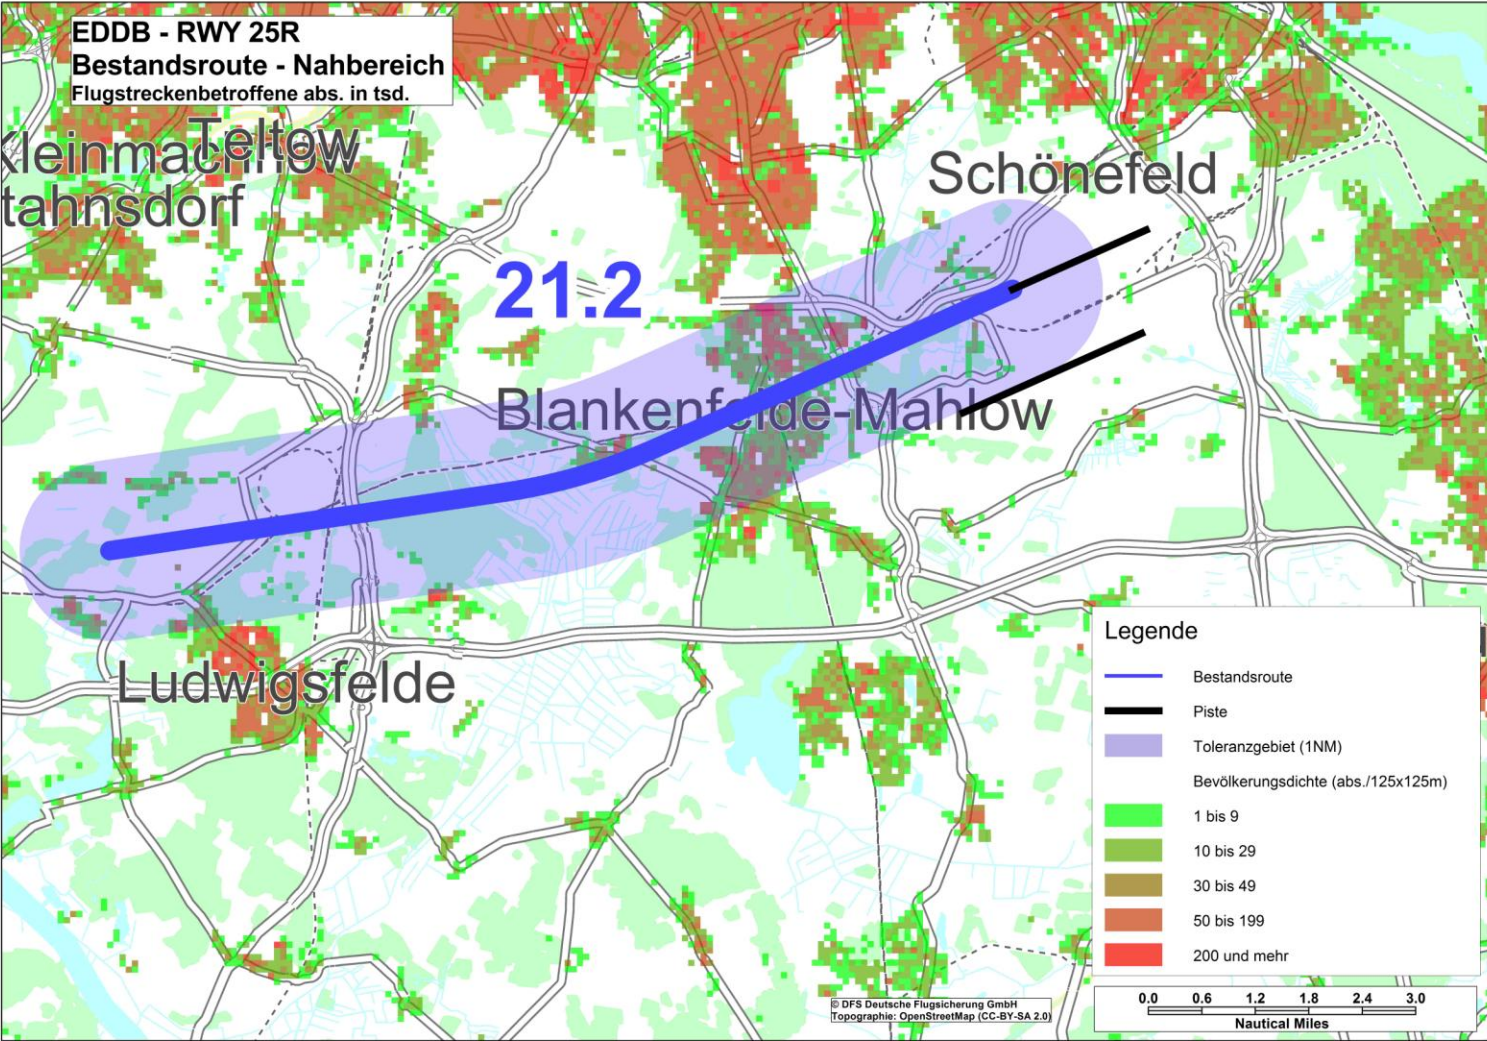 EDDB - RWY 25R
Bestandsroute - Nahbereich
Flugstreckenbetroffene abs. in tsd.
Teltow
Kleinmachnow
Schönefeld
tahnsdorf
21.2
Blankenfelde-Mahlow
Ludwigsfelde
Legende
Bestandsroute
Piste
Toleranzgebiet (1NM)
Bevölkerungsdichte (abs./125x125m)
1 bis 9
10 bis 29
30 bis 49
50 bis 199
200 und mehr
© DFS Deutsche Flugsicherung GmbH
Topographie: OpenStreetMap (CC-BY-SA 2.0)
0.0 0.6 1.2 1.8 2.4 3.0
Nautical Miles